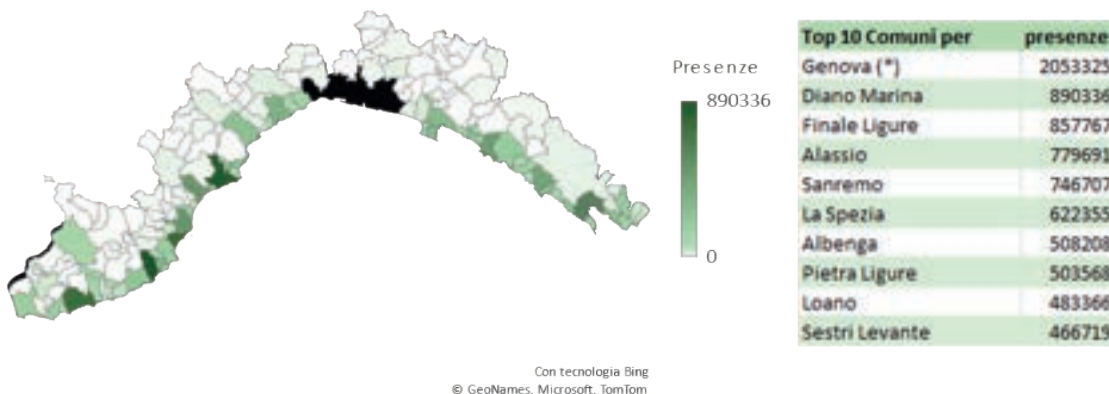 Presenze
890336
0
Con tecnologia Bing
© GeoNames, Microsoft, TomTom
Top 10 Comuni per presenze
Genova (*) 2053325
Diano Marina 890336
Finale Ligure 857767
Alassio 779691
Sanremo 746707
La Spezia 622355
Albenga 508208
Pietra Ligure 503568
Loano 483366
Sestri Levante 466719